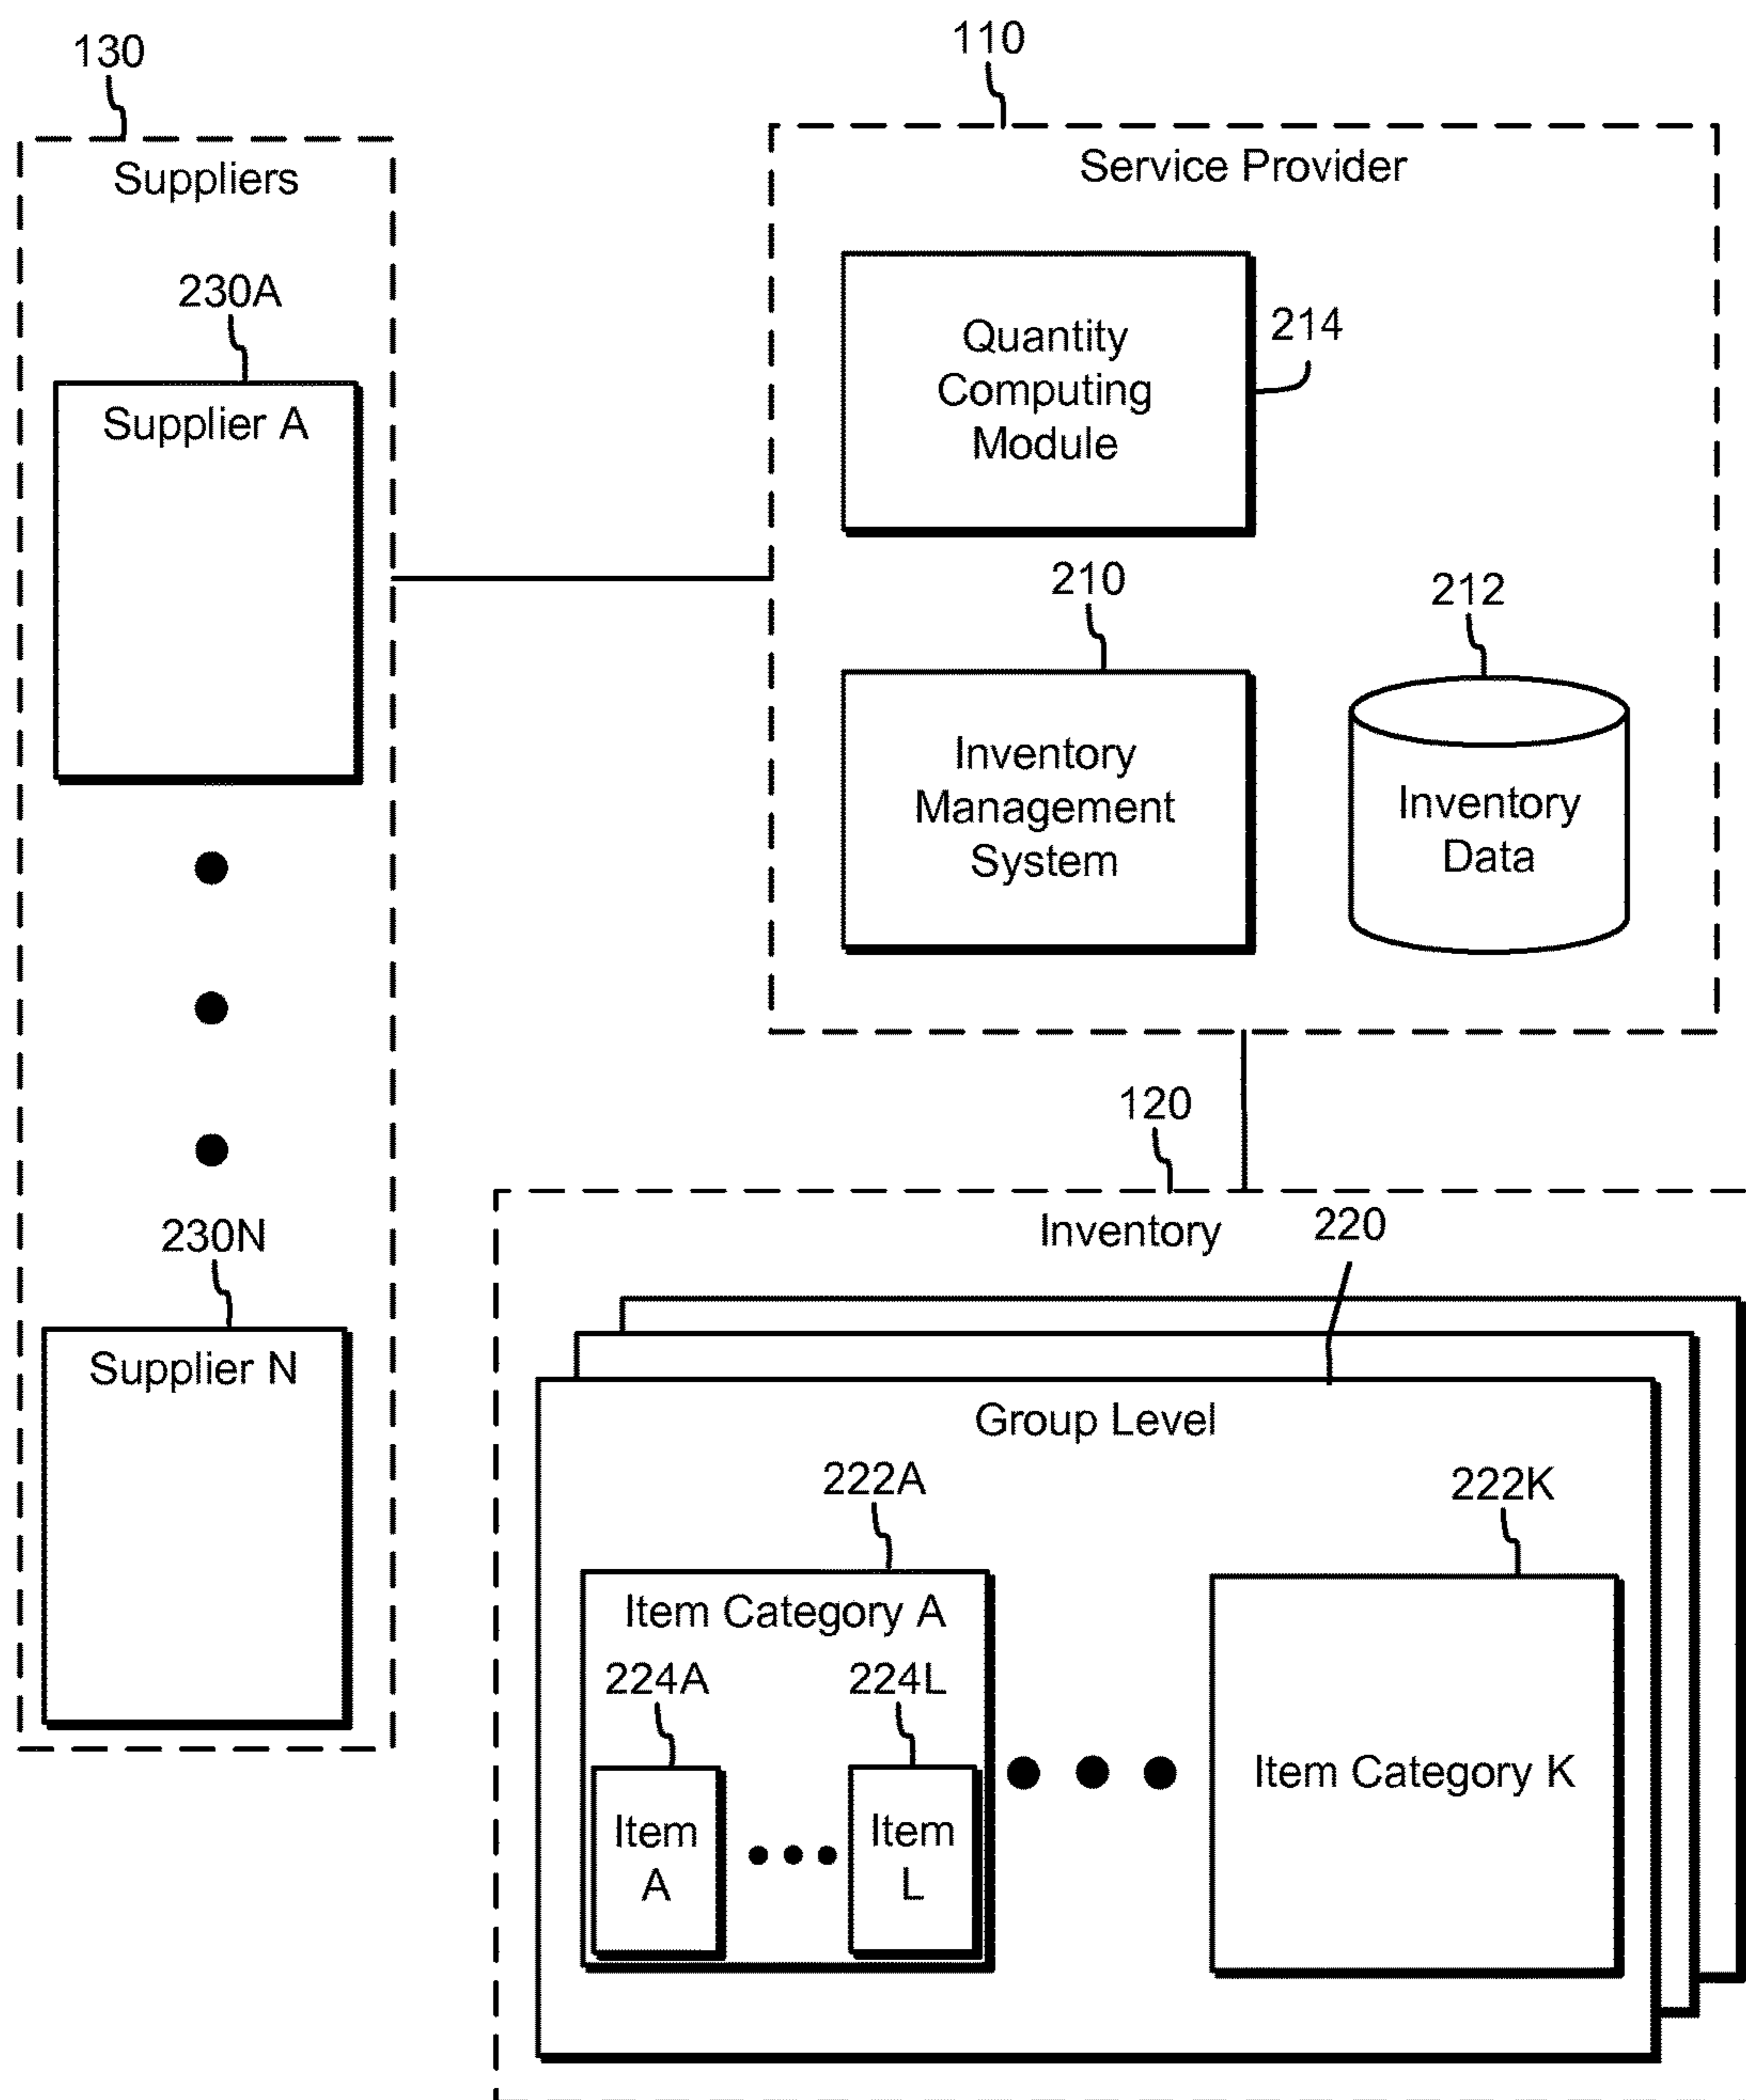 130
Suppliers
230A
Supplier A
230N
Supplier N
110
Service Provider
Quantity
Computing
Module
214
210
Inventory
Management
System
212
Inventory
Data
120
Inventory
220
Group Level
222A
Item Category A
224A
Item
A
224L
Item
L
222K
Item Category K